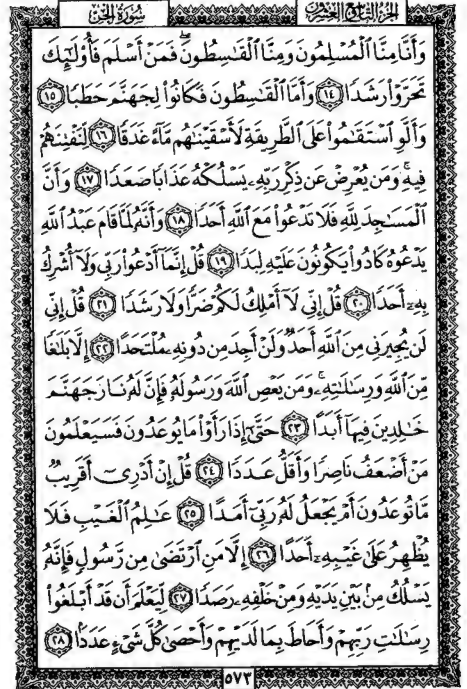 الجزء التاسع والعشرون
سُورَةُ الجِنّ
وَأَنَّا مِنَّا ٱلْمُسْلِمُونَ وَمِنَّا ٱلْقَٰسِطُونَ ۖ فَمَنْ أَسْلَمَ فَأُو۟لَٰٓئِكَ
تَحَرَّوْا۟ رَشَدًا ۝١٤ وَأَمَّا ٱلْقَٰسِطُونَ فَكَانُوا۟ لِجَهَنَّمَ حَطَبًا ۝١٥
وَأَلَّوِ ٱسْتَقَٰمُوا۟ عَلَى ٱلطَّرِيقَةِ لَأَسْقَيْنَٰهُم مَّآءً غَدَقًا ۝١٦ لِّنَفْتِنَهُمْ
فِيهِ ۚ وَمَن يُعْرِضْ عَن ذِكْرِ رَبِّهِۦ يَسْلُكْهُ عَذَابًا صَعَدًا ۝١٧ وَأَنَّ
ٱلْمَسَٰجِدَ لِلَّهِ فَلَا تَدْعُوا۟ مَعَ ٱللَّهِ أَحَدًا ۝١٨ وَأَنَّهُۥ لَمَّا قَامَ عَبْدُ ٱللَّهِ
يَدْعُوهُ كَادُوا۟ يَكُونُونَ عَلَيْهِ لِبَدًا ۝١٩ قُلْ إِنَّمَآ أَدْعُوا۟ رَبِّى وَلَآ أُشْرِكُ
بِهِۦٓ أَحَدًا ۝٢٠ قُلْ إِنِّى لَآ أَمْلِكُ لَكُمْ ضَرًّا وَلَا رَشَدًا ۝٢١ قُلْ إِنِّى
لَن يُجِيرَنِى مِنَ ٱللَّهِ أَحَدٌ وَلَنْ أَجِدَ مِن دُونِهِۦ مُلْتَحَدًا ۝٢٢ إِلَّا بَلَٰغًا
مِّنَ ٱللَّهِ وَرِسَٰلَٰتِهِۦ ۚ وَمَن يَعْصِ ٱللَّهَ وَرَسُولَهُۥ فَإِنَّ لَهُۥ نَارَ جَهَنَّمَ
خَٰلِدِينَ فِيهَآ أَبَدًا ۝٢٣ حَتَّىٰٓ إِذَا رَأَوْا۟ مَا يُوعَدُونَ فَسَيَعْلَمُونَ
مَنْ أَضْعَفُ نَاصِرًا وَأَقَلُّ عَدَدًا ۝٢٤ قُلْ إِنْ أَدْرِىٓ أَقَرِيبٌ
مَّا تُوعَدُونَ أَمْ يَجْعَلُ لَهُۥ رَبِّىٓ أَمَدًا ۝٢٥ عَٰلِمُ ٱلْغَيْبِ فَلَا
يُظْهِرُ عَلَىٰ غَيْبِهِۦٓ أَحَدًا ۝٢٦ إِلَّا مَنِ ٱرْتَضَىٰ مِن رَّسُولٍ فَإِنَّهُۥ
يَسْلُكُ مِنۢ بَيْنِ يَدَيْهِ وَمِنْ خَلْفِهِۦ رَصَدًا ۝٢٧ لِّيَعْلَمَ أَن قَدْ أَبْلَغُوا۟
رِسَٰلَٰتِ رَبِّهِمْ وَأَحَاطَ بِمَا لَدَيْهِمْ وَأَحْصَىٰ كُلَّ شَىْءٍ عَدَدًۢا ۝٢٨
٥٧٣